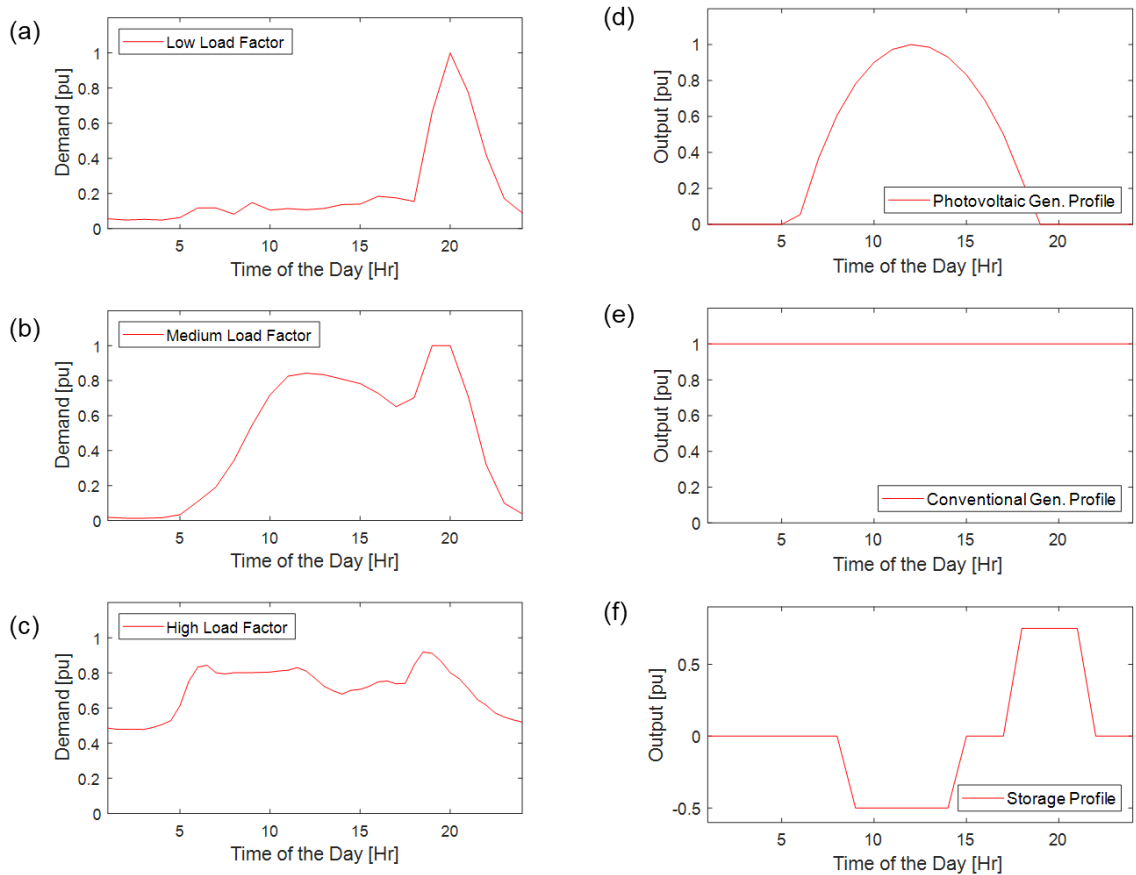 (a)
Low Load Factor
Demand [pu]
1
0.8
0.6
0.4
0.2
0
5 10 15 20
Time of the Day [Hr]
(b)
Medium Load Factor
Demand [pu]
1
0.8
0.6
0.4
0.2
0
5 10 15 20
Time of the Day [Hr]
(c)
High Load Factor
Demand [pu]
1
0.8
0.6
0.4
0.2
0
5 10 15 20
Time of the Day [Hr]
(d)
Output [pu]
1
0.8
0.6
0.4
0.2
0
Photovoltaic Gen. Profile
5 10 15 20
Time of the Day [Hr]
(e)
Output [pu]
1
0.8
0.6
0.4
0.2
0
Conventional Gen. Profile
5 10 15 20
Time of the Day [Hr]
(f)
Output [pu]
0.5
0
-0.5
Storage Profile
5 10 15 20
Time of the Day [Hr]